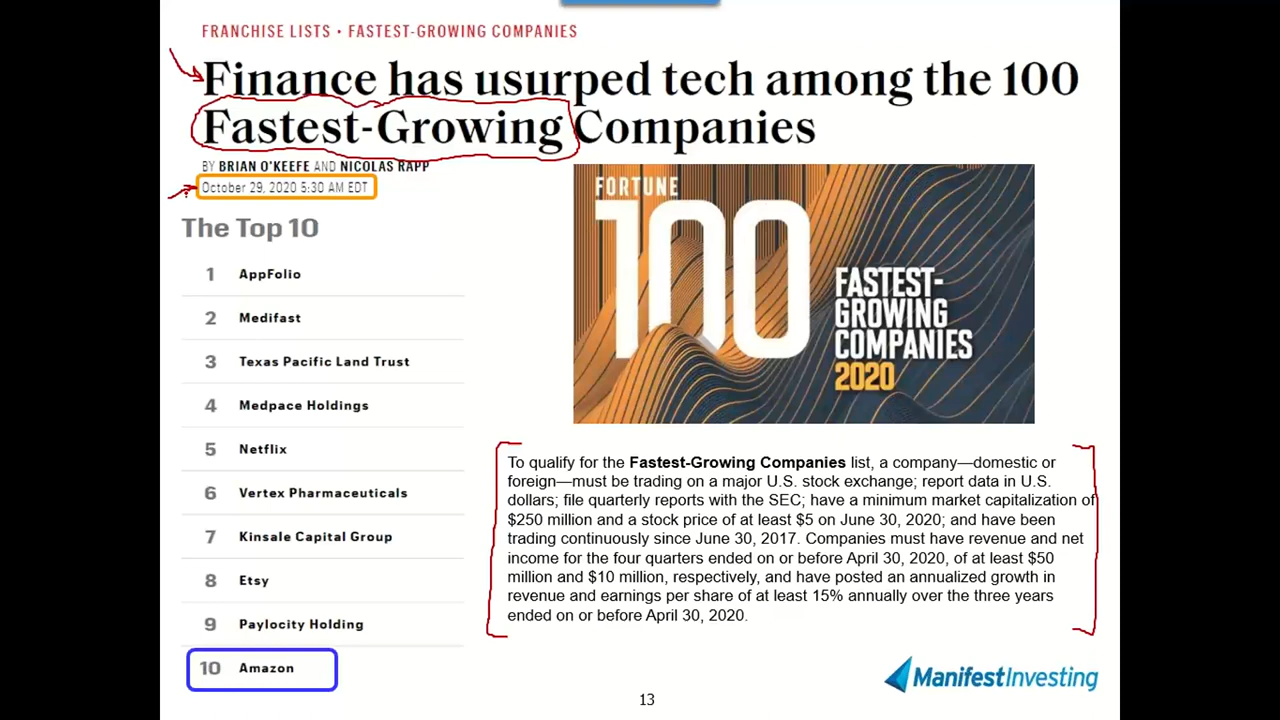 FRANCHISE LISTS • FASTEST-GROWING COMPANIES
Finance has usurped tech among the 100
Fastest-Growing Companies
BY BRIAN O'KEEFE AND NICOLAS RAPP
October 29, 2020 5:30 AM EDT
The Top 10
1 AppFolio
2 Medifast
3 Texas Pacific Land Trust
4 Medpace Holdings
5 Netflix
6 Vertex Pharmaceuticals
7 Kinsale Capital Group
8 Etsy
9 Paylocity Holding
10 Amazon
FORTUNE
100
FASTEST-
GROWING
COMPANIES
2020
To qualify for the Fastest-Growing Companies list, a company—domestic or
foreign—must be trading on a major U.S. stock exchange; report data in U.S.
dollars; file quarterly reports with the SEC; have a minimum market capitalization of
$250 million and a stock price of at least $5 on June 30, 2020; and have been
trading continuously since June 30, 2017. Companies must have revenue and net
income for the four quarters ended on or before April 30, 2020, of at least $50
million and $10 million, respectively, and have posted an annualized growth in
revenue and earnings per share of at least 15% annually over the three years
ended on or before April 30, 2020.
ManifestInvesting
13